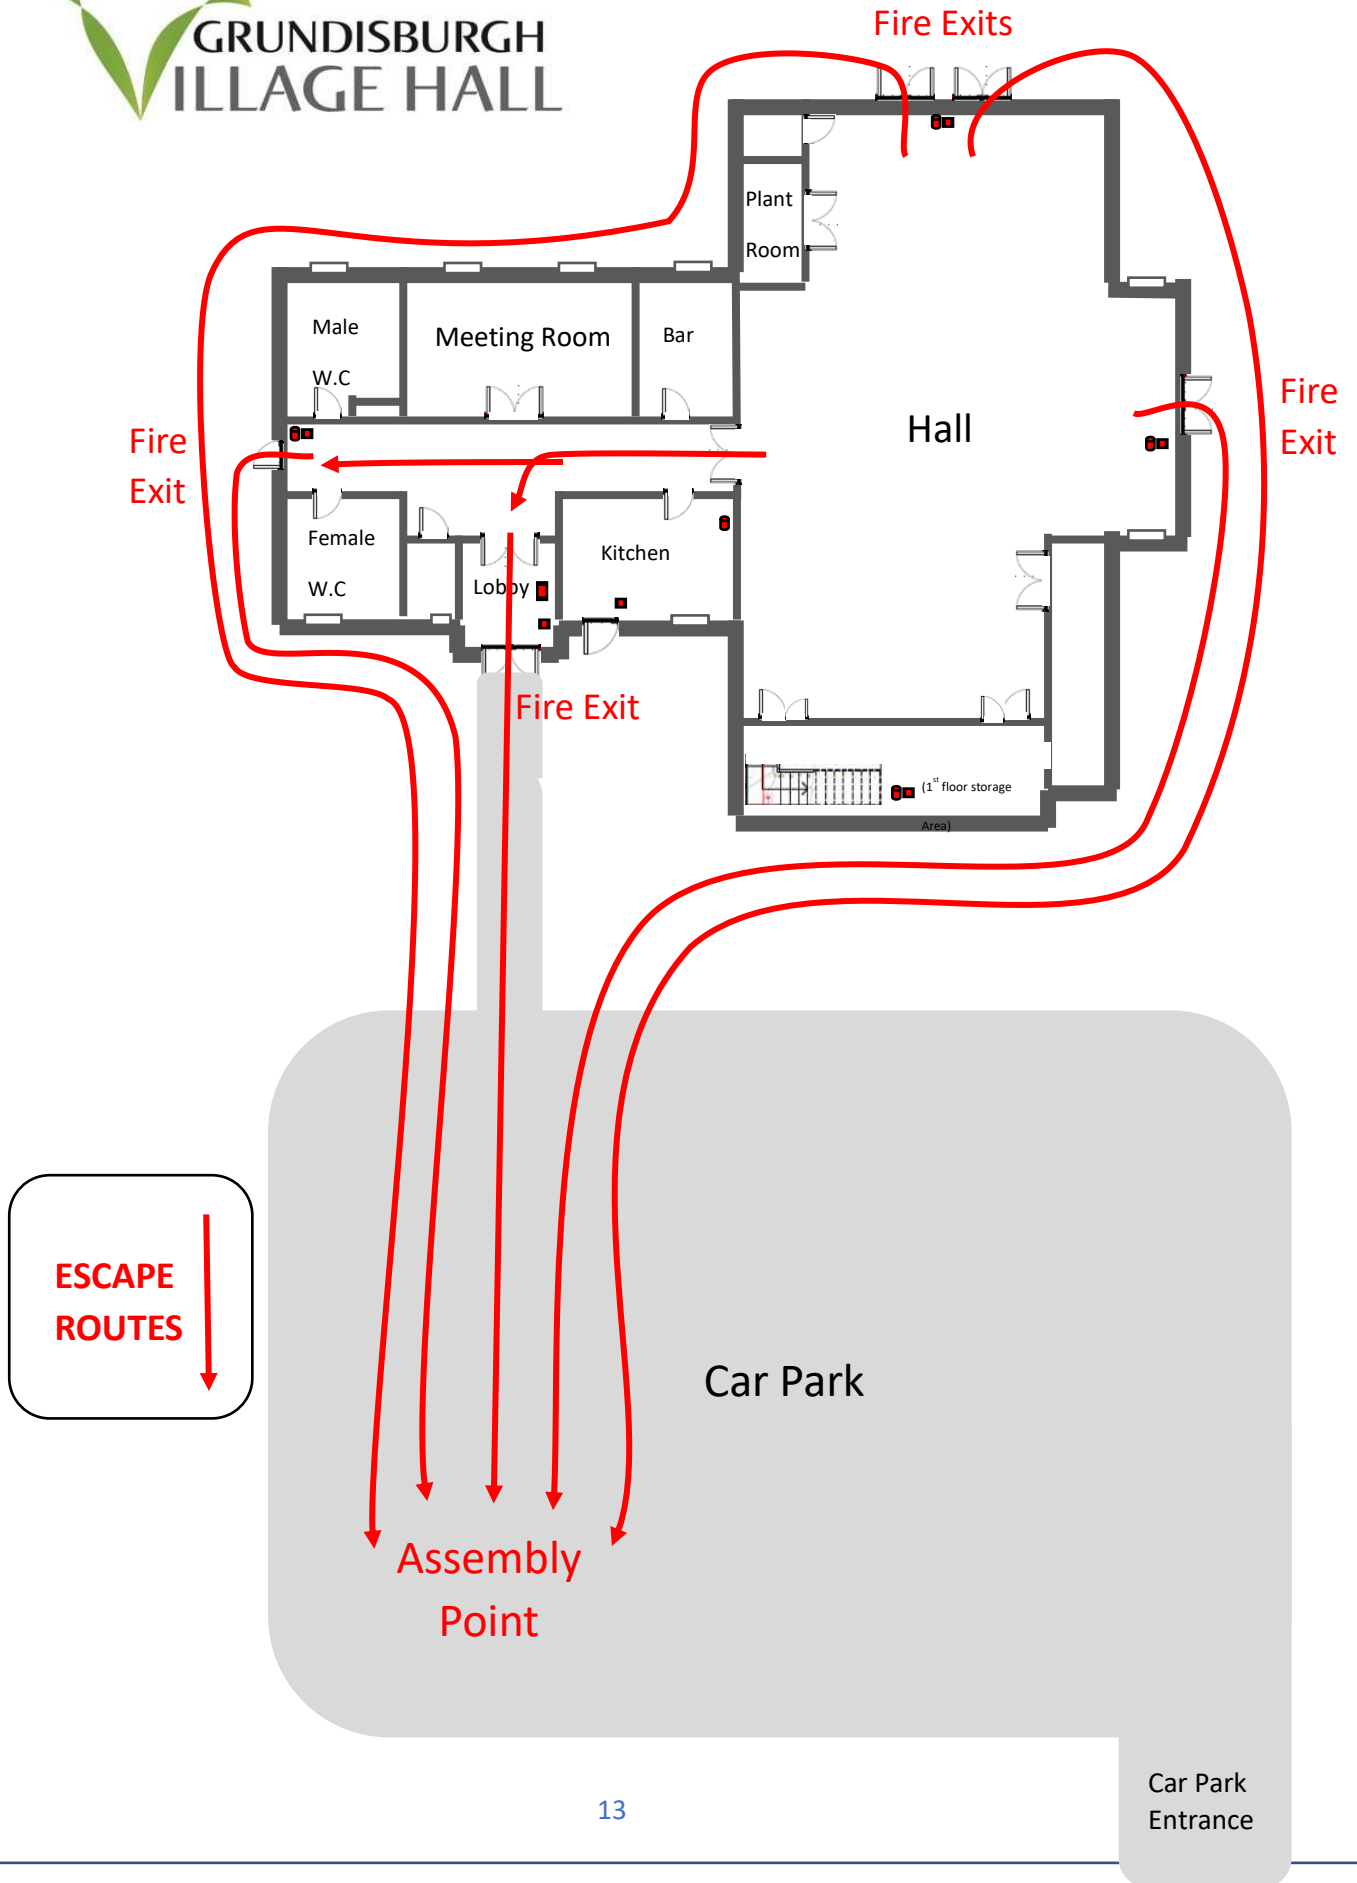 GRUNDISBURGH
VILLAGE HALL
Fire Exits
Plant
Room
Male
W.C
Meeting Room
Bar
Hall
Fire
Exit
Fire
Exit
Female
W.C
Lobby
Kitchen
Fire Exit
(1st floor storage
Area)
ESCAPE
ROUTES
Car Park
Assembly
Point
Car Park
Entrance
13